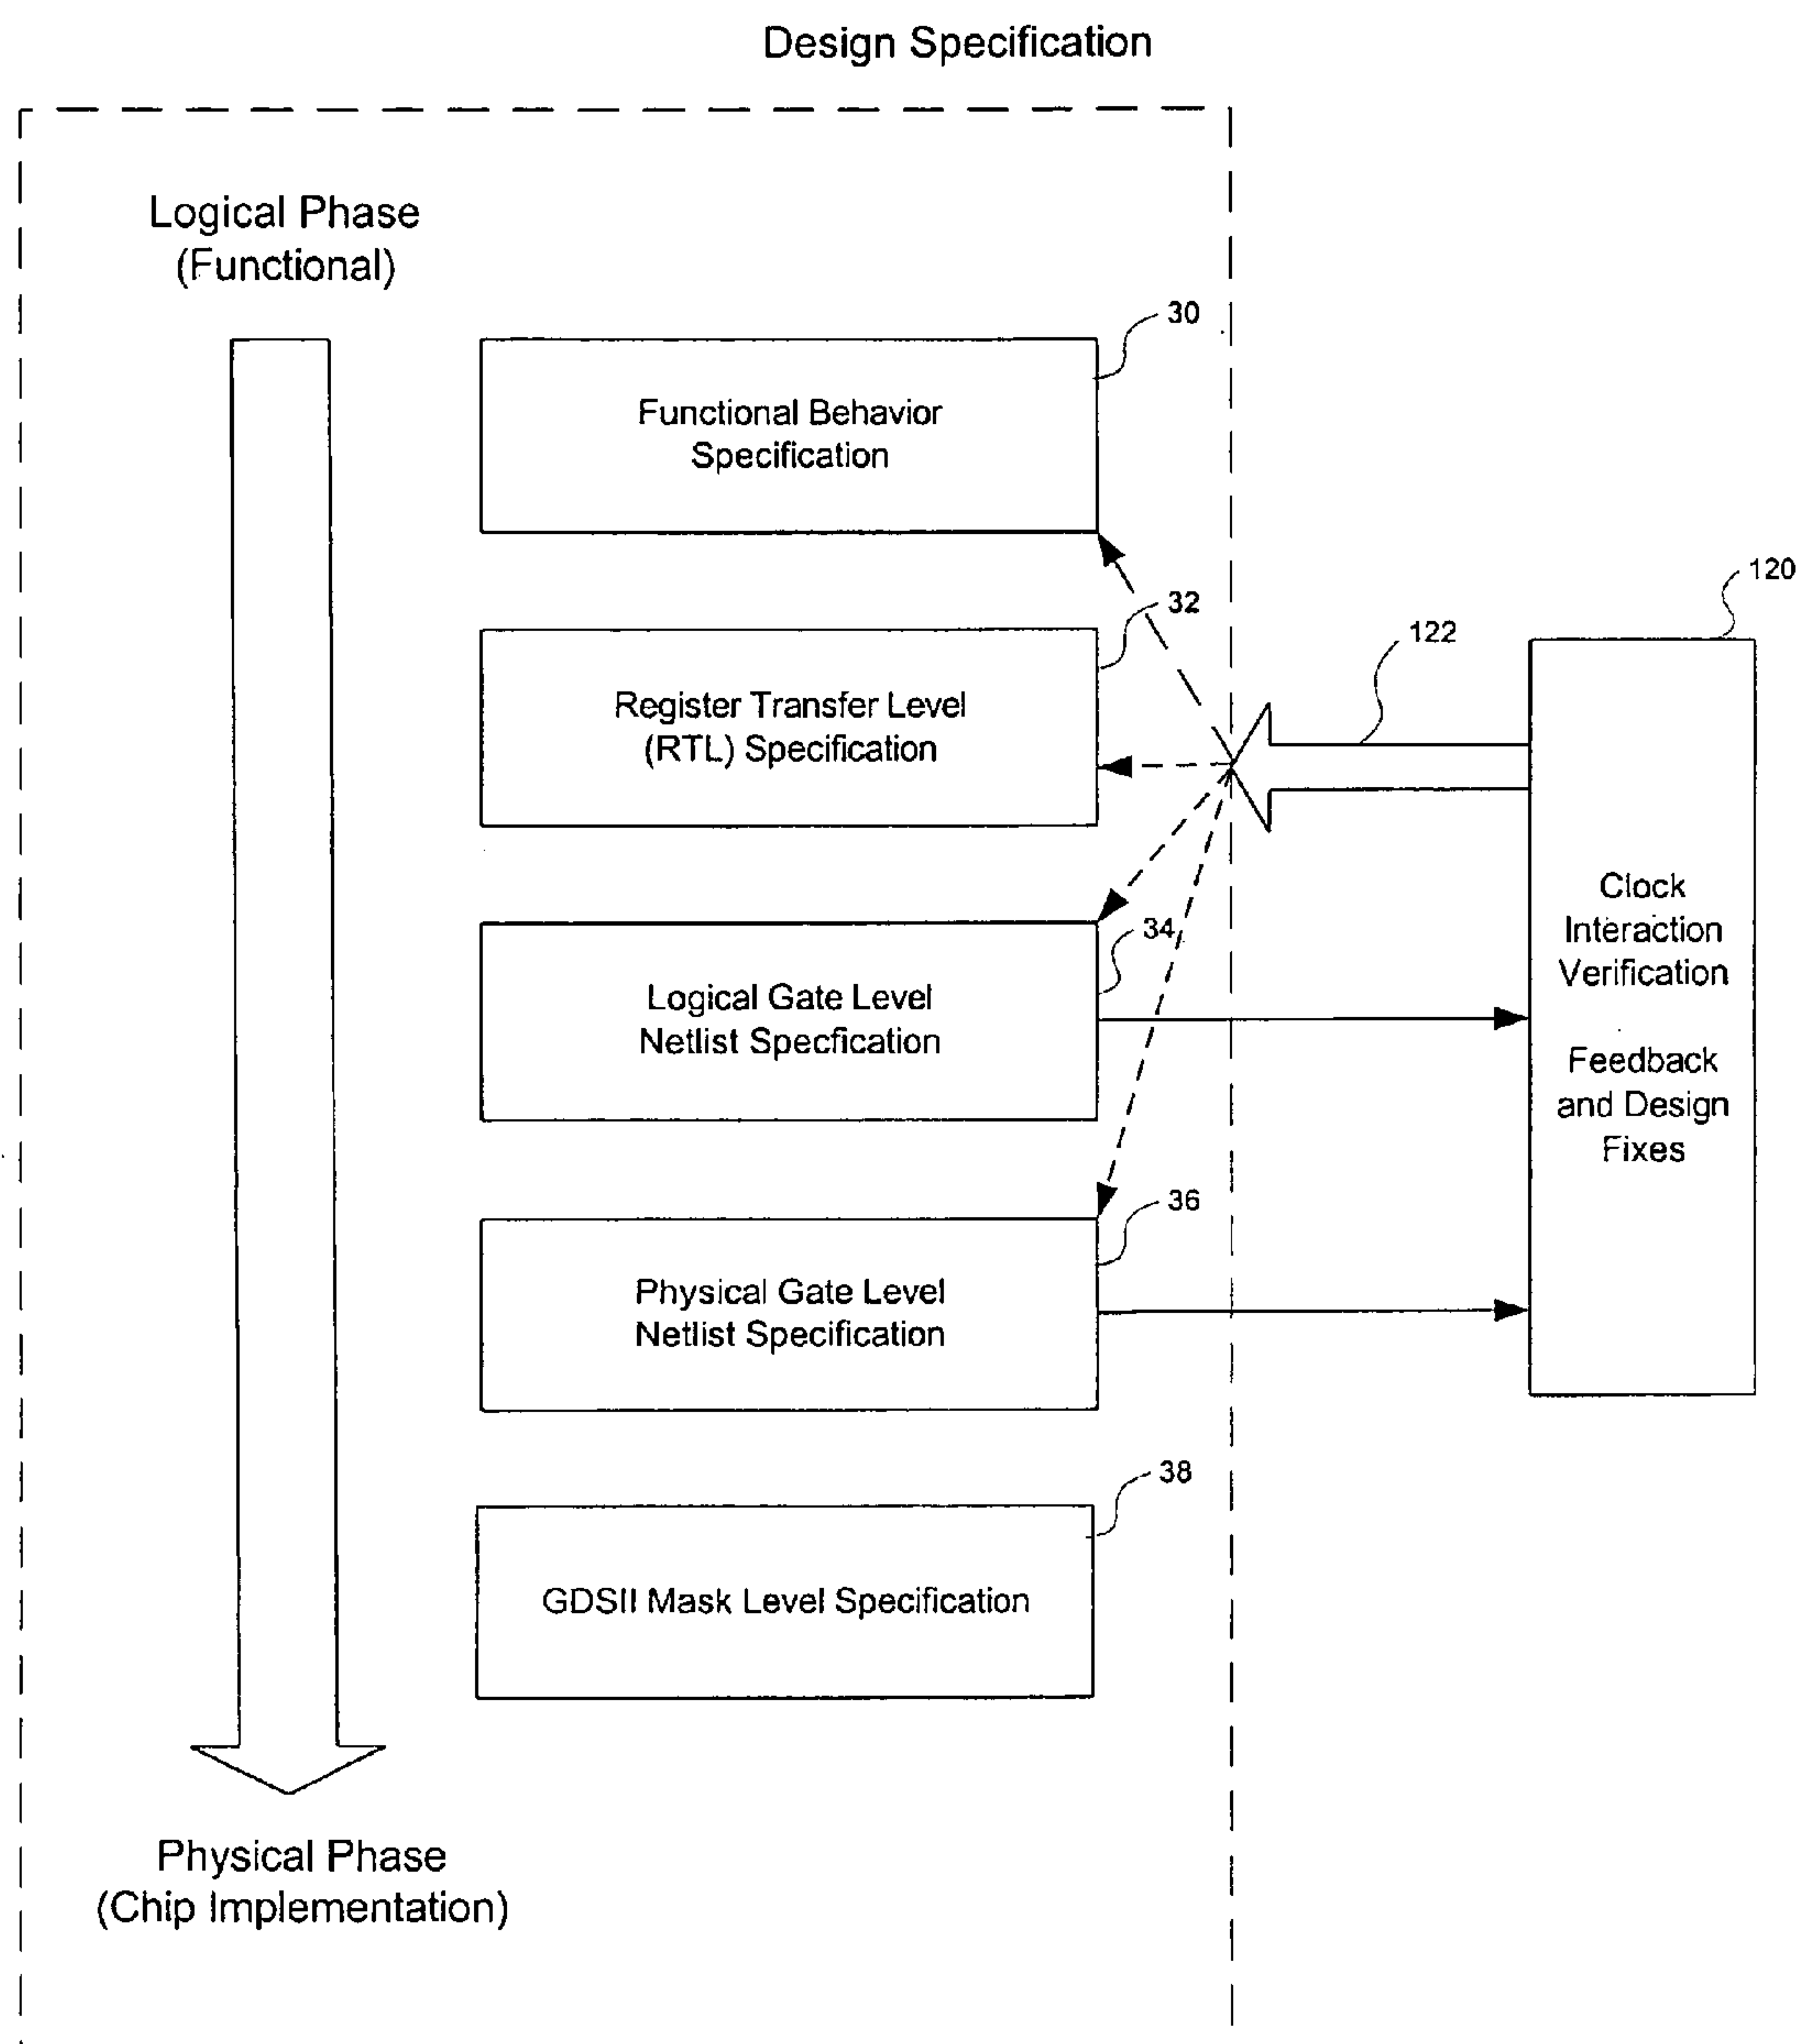 Design Specification
Logical Phase
(Functional)
30
Functional Behavior
Specification
120
32
122
Register Transfer Level
(RTL) Specification
Clock
Interaction
Verification
Feedback
and Design
Fixes
34
Logical Gate Level
Netlist Specfication
36
Physical Gate Level
Netlist Specification
38
GDSII Mask Level Specification
Physical Phase
(Chip Implementation)